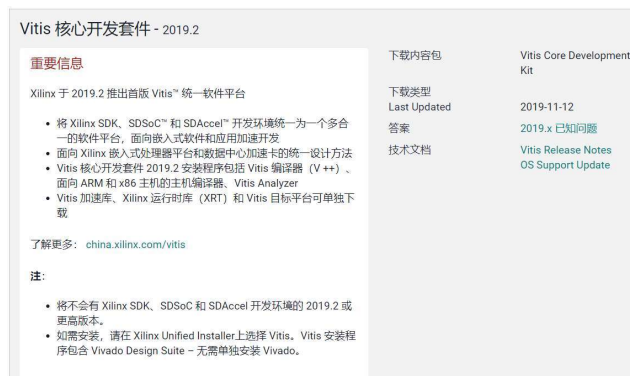 Vitis 核心开发套件 - 2019.2
重要信息
Xilinx 于 2019.2 推出首版 Vitis™ 统一软件平台
• 将 Xilinx SDK、SDSoC™ 和 SDAccel™ 开发环境统一为一个多合
一的软件平台，面向嵌入式软件和应用加速开发
• 面向 Xilinx 嵌入式处理器平台和数据中心加速卡的统一设计方法
• Vitis 核心开发套件 2019.2 安装程序包括 Vitis 编译器（V ++）、
面向 ARM 和 x86 主机的主机编译器、Vitis Analyzer
• Vitis 加速库、Xilinx 运行时库（XRT）和 Vitis 目标平台可单独下
载
了解更多： china.xilinx.com/vitis
注:
• 将不会有 Xilinx SDK、SDSoC 和 SDAccel 开发环境的 2019.2 或
更高版本。
• 如需安装，请在 Xilinx Unified Installer上选择 Vitis。Vitis 安装程
序包含 Vivado Design Suite – 无需单独安装 Vivado。
下载内容包 Vitis Core Development
Kit
下载类型
Last Updated 2019-11-12
答案 2019.x 已知问题
技术文档 Vitis Release Notes
OS Support Update